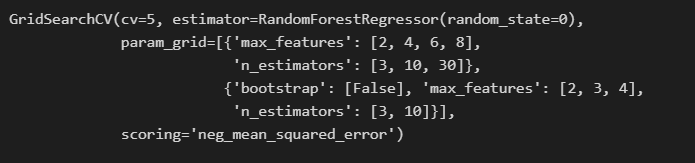 GridSearchCV(cv=5, estimator=RandomForestRegressor(random_state=0),
             param_grid=[{'max_features': [2, 4, 6, 8],
                          'n_estimators': [3, 10, 30]},
                         {'bootstrap': [False], 'max_features': [2, 3, 4],
                          'n_estimators': [3, 10]}],
             scoring='neg_mean_squared_error')